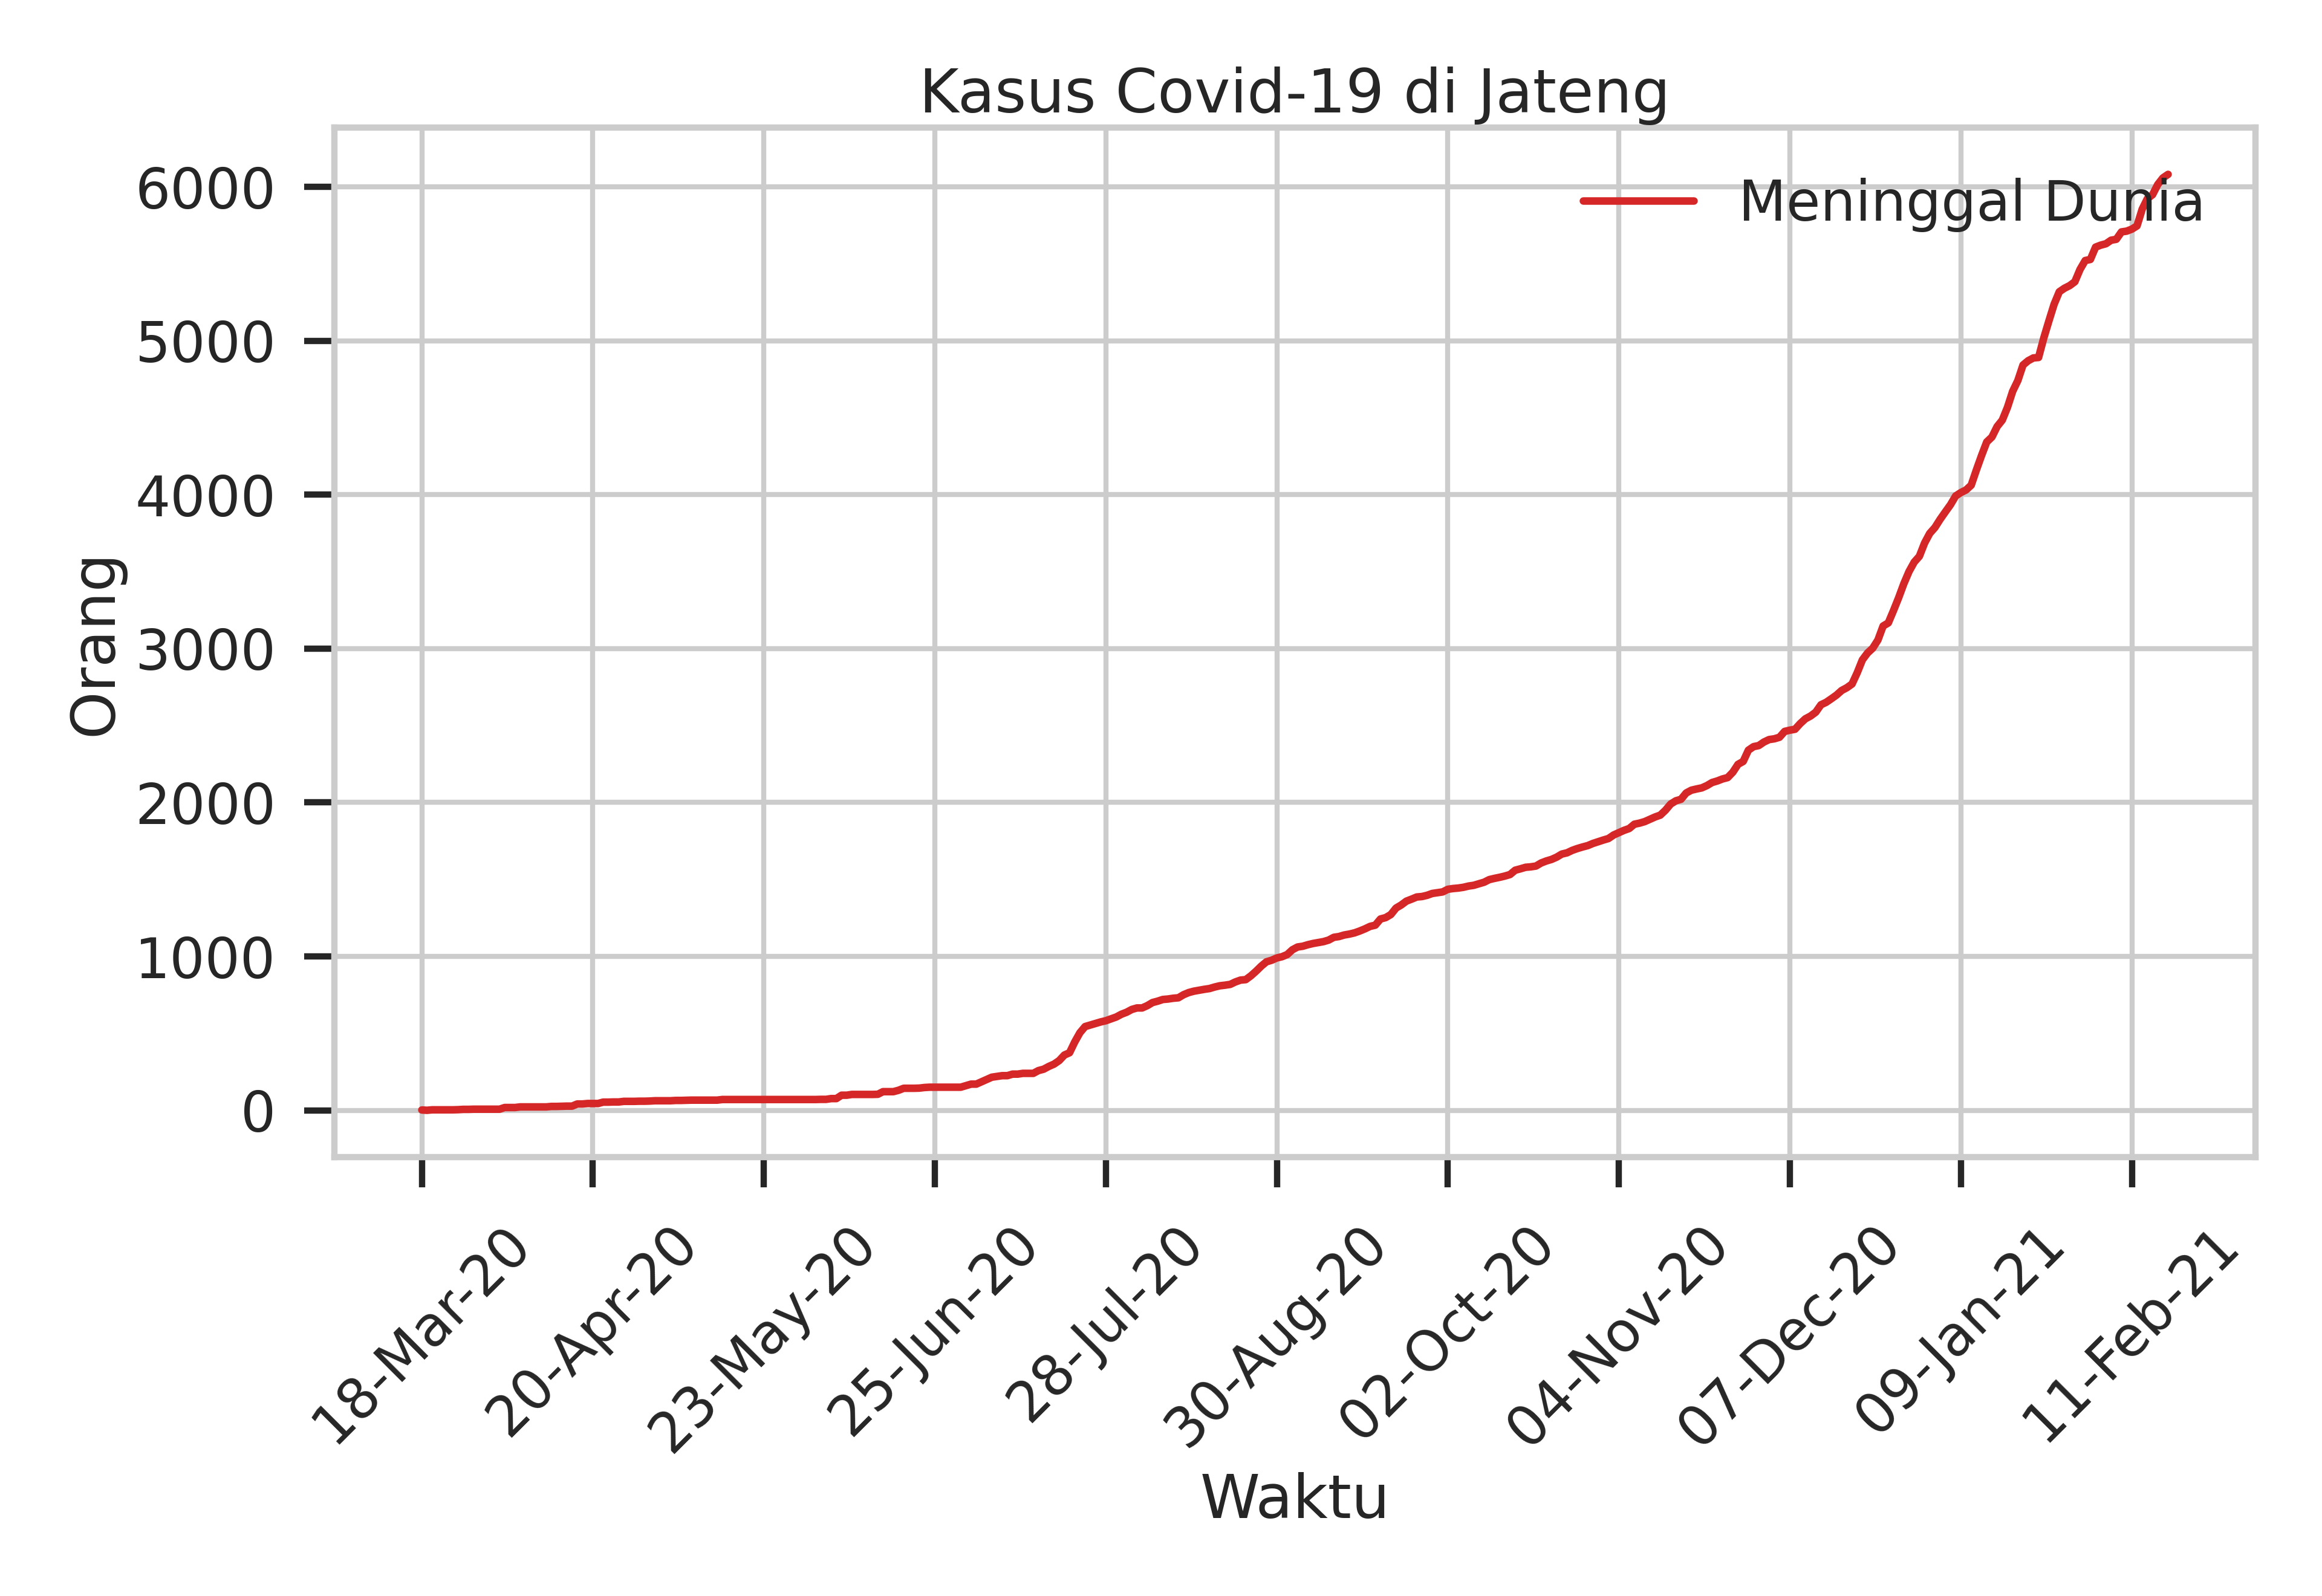 Kasus Covid-19 di Jateng
Meninggal Dunia
6000
5000
4000
3000
2000
1000
0
Orang
18-Mar-20
20-Apr-20
23-May-20
25-Jun-20
28-Jul-20
30-Aug-20
02-Oct-20
04-Nov-20
07-Dec-20
09-Jan-21
11-Feb-21
Waktu